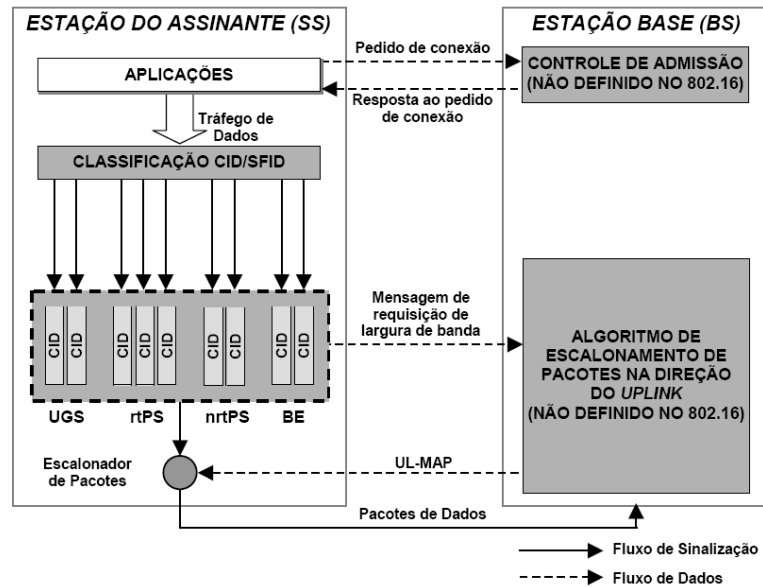 ESTAÇÃO DO ASSINANTE (SS)
APLICAÇÕES
Tráfego de
Dados
CLASSIFICAÇÃO CID/SFID
CID
CID
CID
CID
CID
CID
CID
CID
CID
UGS
rtPS
nrtPS
BE
Escalonador
de Pacotes
Pedido de conexão
Resposta ao pedido
de conexão
Mensagem de
requisição de
largura de banda
UL-MAP
Pacotes de Dados
ESTAÇÃO BASE (BS)
CONTROLE DE ADMISSÃO
(NÃO DEFINIDO NO 802.16)
ALGORITMO DE
ESCALONAMENTO DE
PACOTES NA DIREÇÃO
DO UPLINK
(NÃO DEFINIDO NO 802.16)
Fluxo de Sinalização
Fluxo de Dados